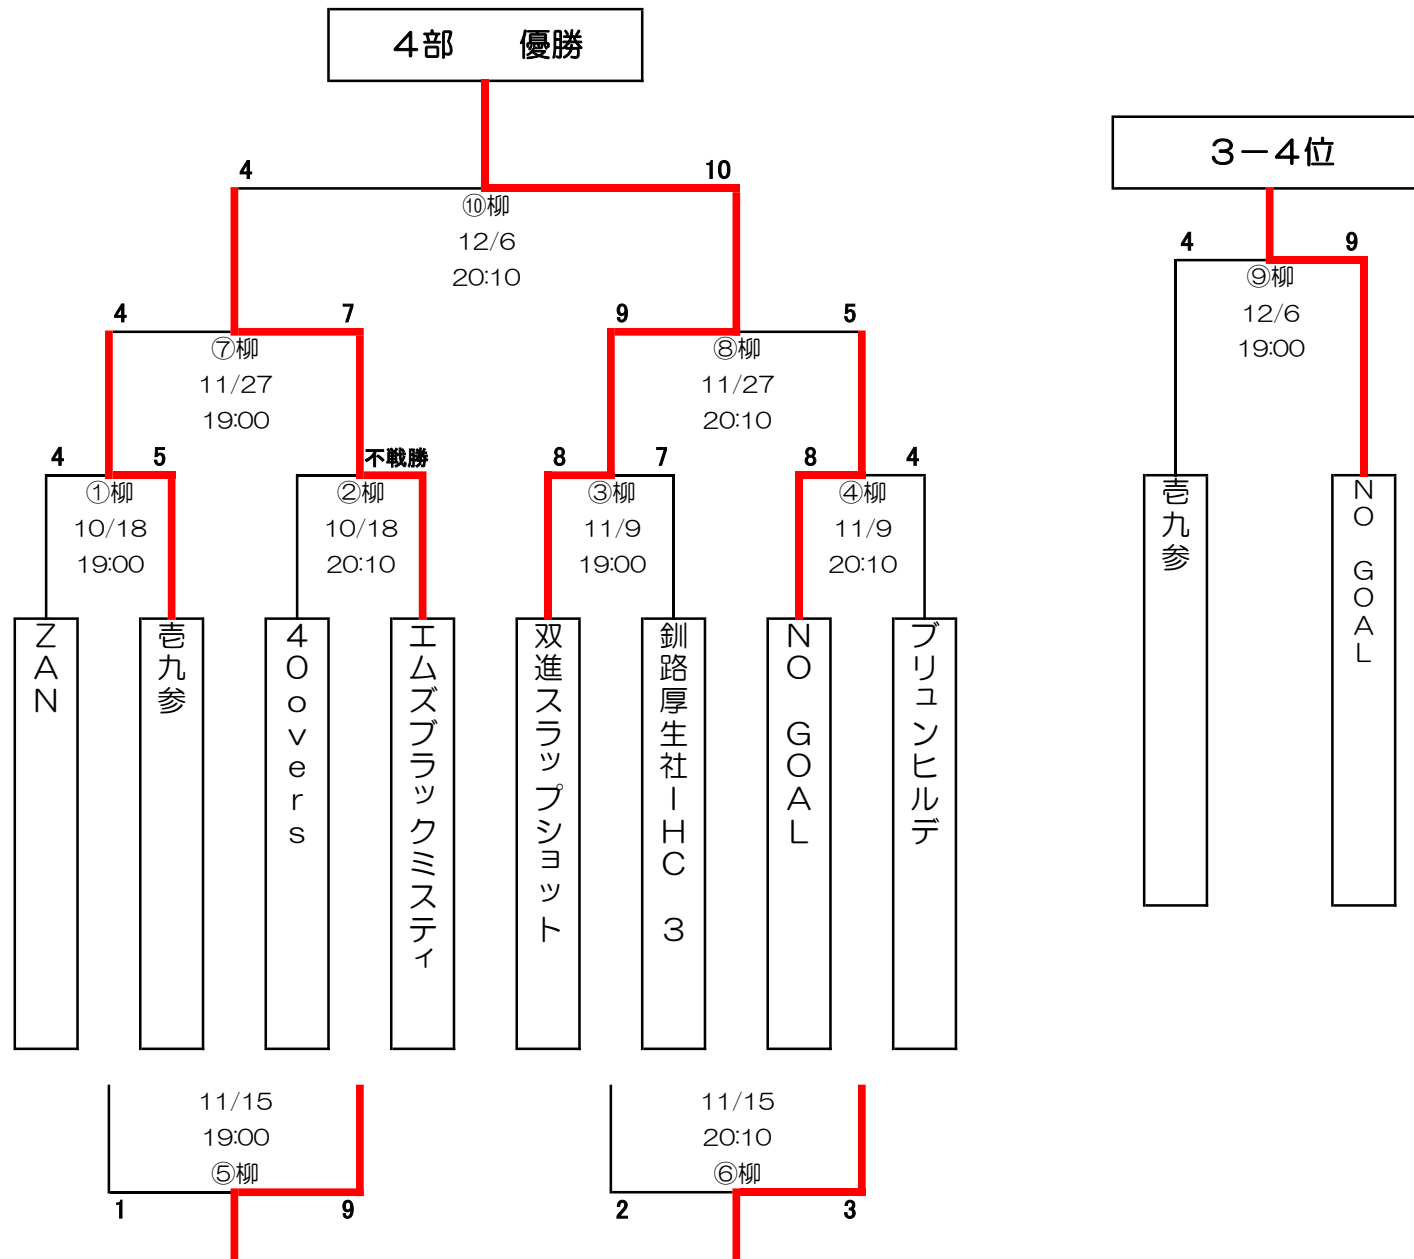 ４部　　優勝
３－４位
4 10
⑩柳
12/6
20:10
4 9
⑨柳
12/6
19:00
4 7
⑦柳
11/27
19:00
9 5
⑧柳
11/27
20:10
4 5
①柳
10/18
19:00
不戦勝
②柳
10/18
20:10
8 7
③柳
11/9
19:00
8 4
④柳
11/9
20:10
ＺＡＮ
壱九参
４０ｏｖｅｒｓ
エムズブラックミスティ
双進スラップショット
釧路厚生社ＩＨＣ　３
ＮＯ　ＧＯＡＬ
ブリュンヒルデ
壱九参
ＮＯ　ＧＯＡＬ
11/15
19:00
⑤柳
1 9
11/15
20:10
⑥柳
2 3